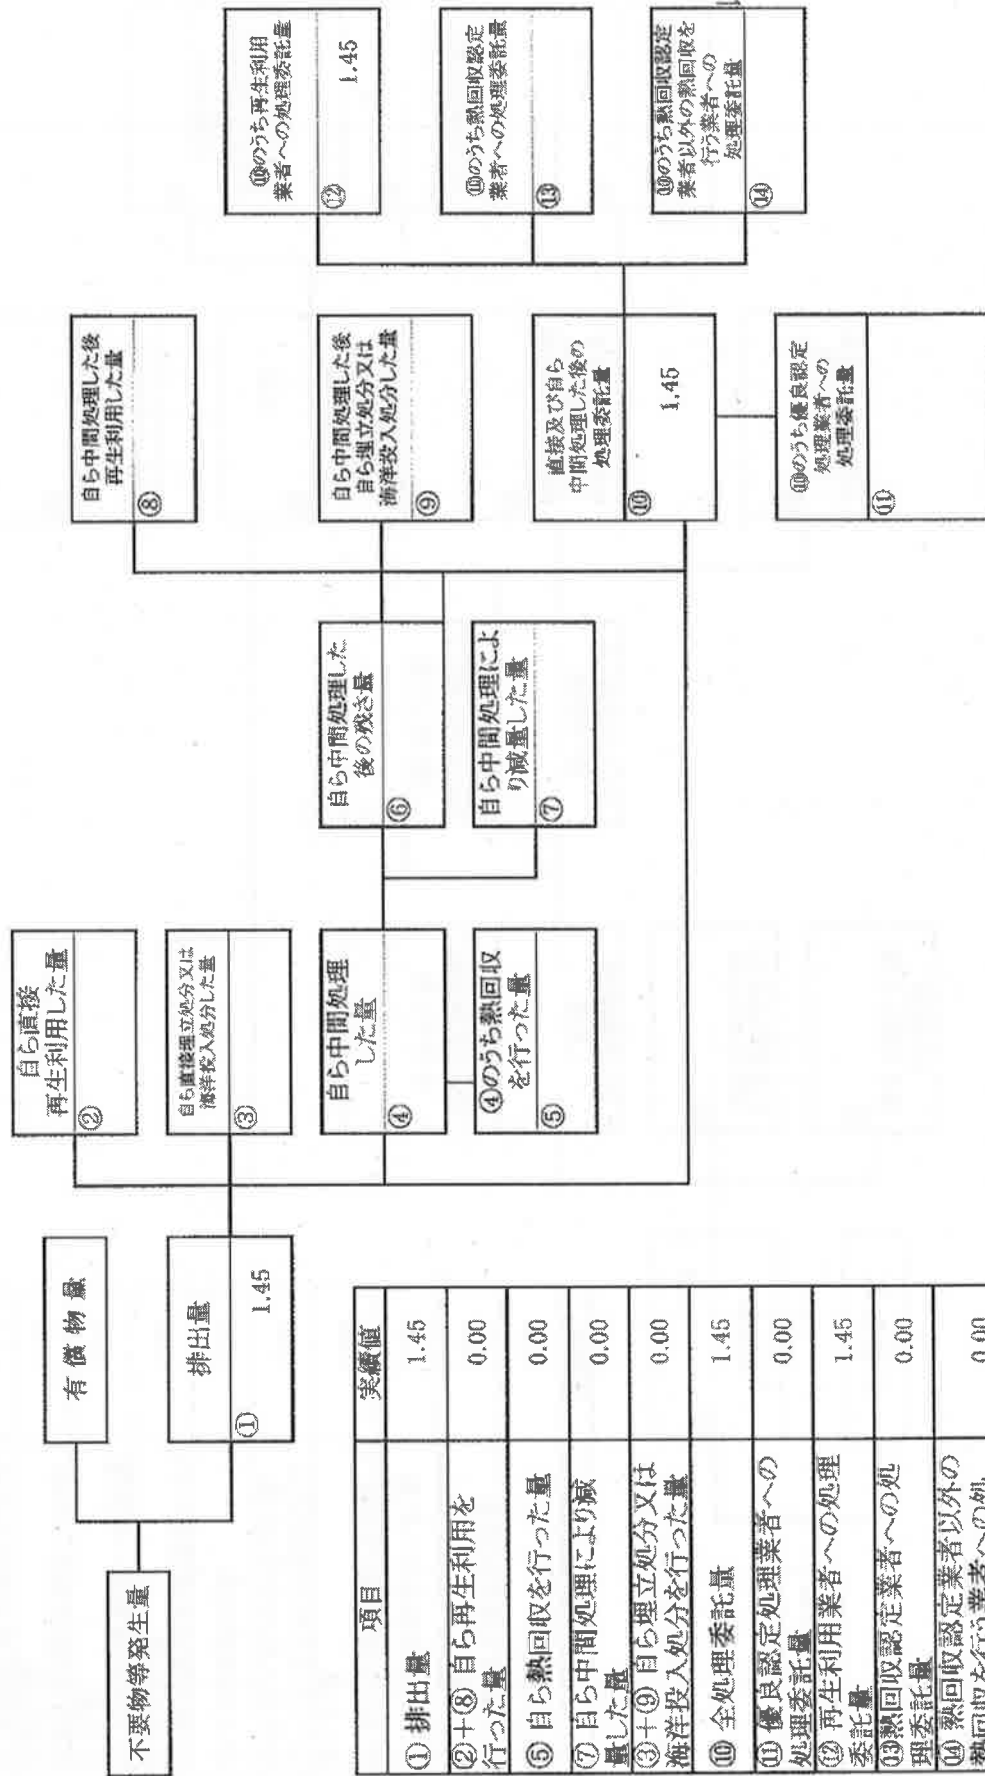 不要物等発生量
有償物量
排出量
①
1.45
自ら直接
再生利用した量
②
自ら直接埋立処分又は
海洋投入処分した量
③
自ら中間処理
した量
④
④のうち熱回収
を行った量
⑤
自ら中間処理した
後の残さ量
⑥
自ら中間処理によ
り減量した量
⑦
自ら中間処理した後
再生利用した量
⑧
自ら中間処理した後
自ら埋立処分又は
海洋投入処分した量
⑨
直接及び自ら
中間処理した後の
処理委託量
⑩
1.45
⑩のうち優良認定
処理業者への
処理委託量
⑪
⑩のうち再生利用
業者への処理委託量
⑫
1.45
⑩のうち熱回収認定
業者への処理委託量
⑬
⑩のうち熱回収認定
業者以外の熱回収を
行う業者への
処理委託量
⑭
項目 実績値
①排出量 1.45
②+⑧ 自ら再生利用を
行った量 0.00
⑤ 自ら熱回収を行った量 0.00
⑦ 自ら中間処理により減
量した量 0.00
③+⑨ 自ら埋立処分又は
海洋投入処分を行った量 0.00
⑩ 全処理委託量 1.45
⑪ 優良認定処理業者への
処理委託量 0.00
⑫ 再生利用業者への処理
委託量 1.45
⑬熱回収認定業者への処
理委託量 0.00
⑭ 熱回収認定業者以外の
熱回収を行う業者への処 0.00